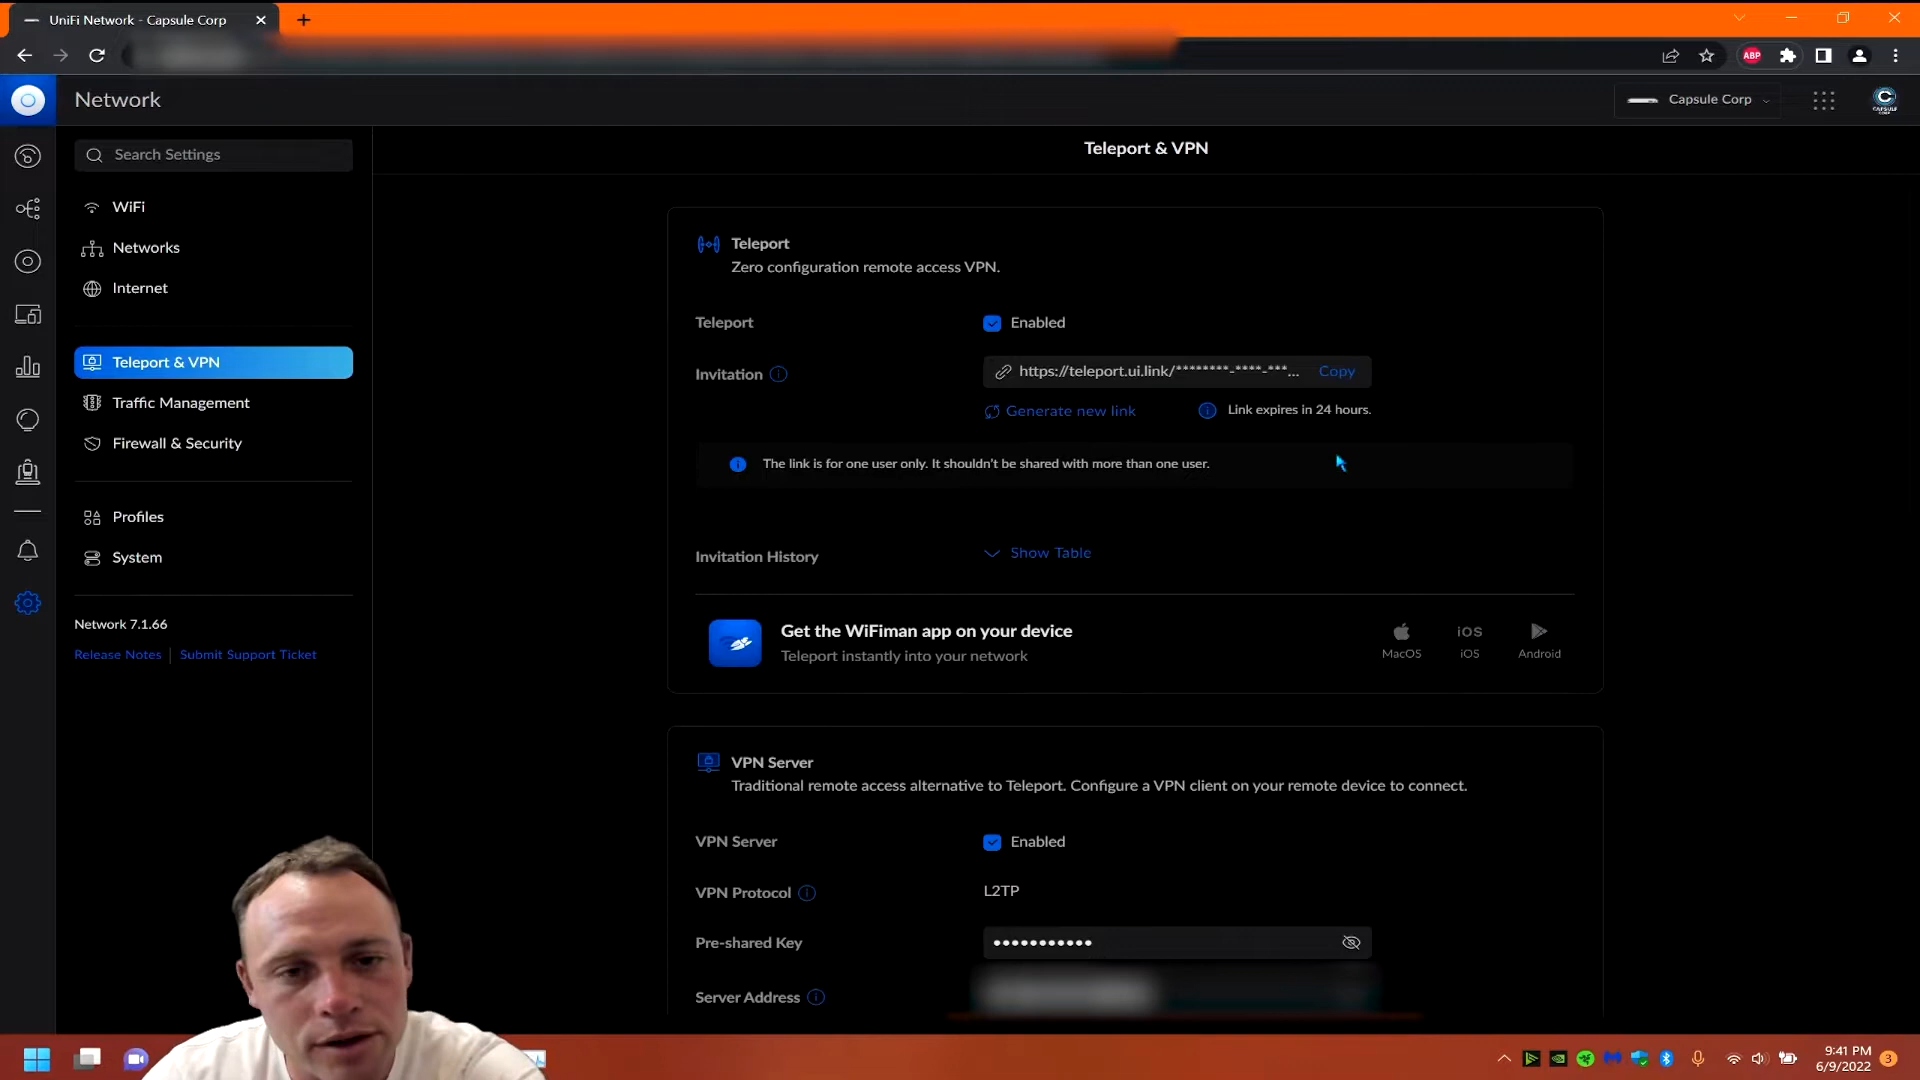 UniFi Network - Capsule Corp
ABP
Network
Capsule Corp
Search Settings
Teleport & VPN
WiFi
Networks
Internet
Teleport & VPN
Traffic Management
Firewall & Security
Profiles
System
Network 7.1.66
Release Notes | Submit Support Ticket
Teleport
Zero configuration remote access VPN.
Teleport Enabled
Invitation https://teleport.ui.link/********-****-***... Copy
Generate new link Link expires in 24 hours.
The link is for one user only. It shouldn't be shared with more than one user.
Invitation History Show Table
Get the WiFiman app on your device
Teleport instantly into your network
iOS
MacOS iOS Android
VPN Server
Traditional remote access alternative to Teleport. Configure a VPN client on your remote device to connect.
VPN Server Enabled
VPN Protocol L2TP
Pre-shared Key •••••••••••
Server Address
9:41 PM
6/9/2022
3